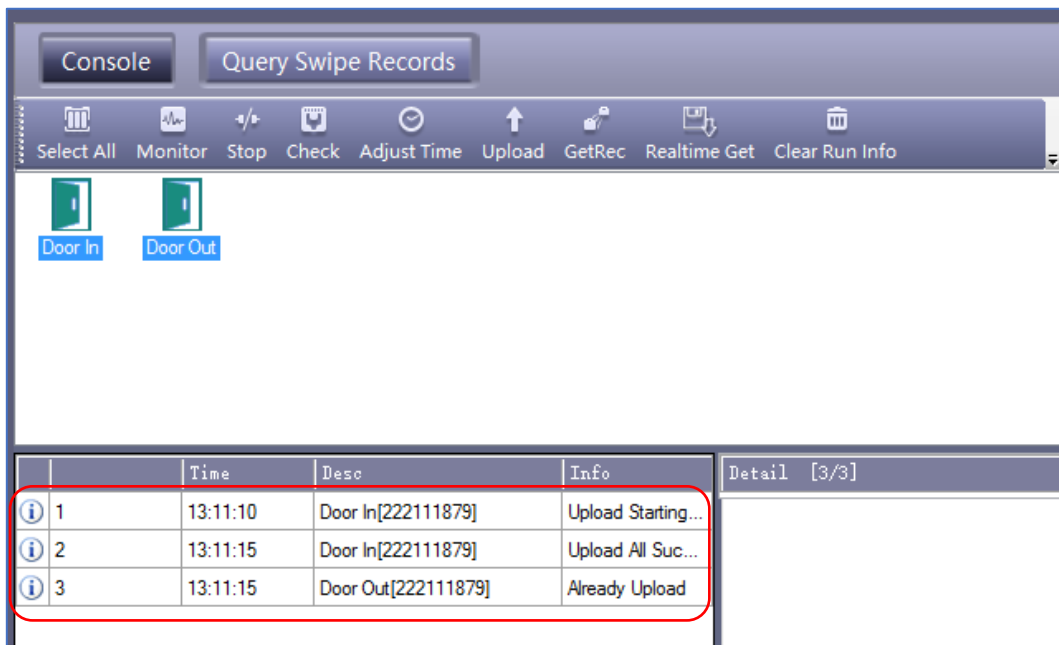 Console Query Swipe Records
Select All Monitor Stop Check Adjust Time Upload GetRec Realtime Get Clear Run Info
Door In Door Out
Time Desc Info Detail [3/3]
1 13:11:10 Door In[222111879] Upload Starting...
2 13:11:15 Door In[222111879] Upload All Suc...
3 13:11:15 Door Out[222111879] Already Upload